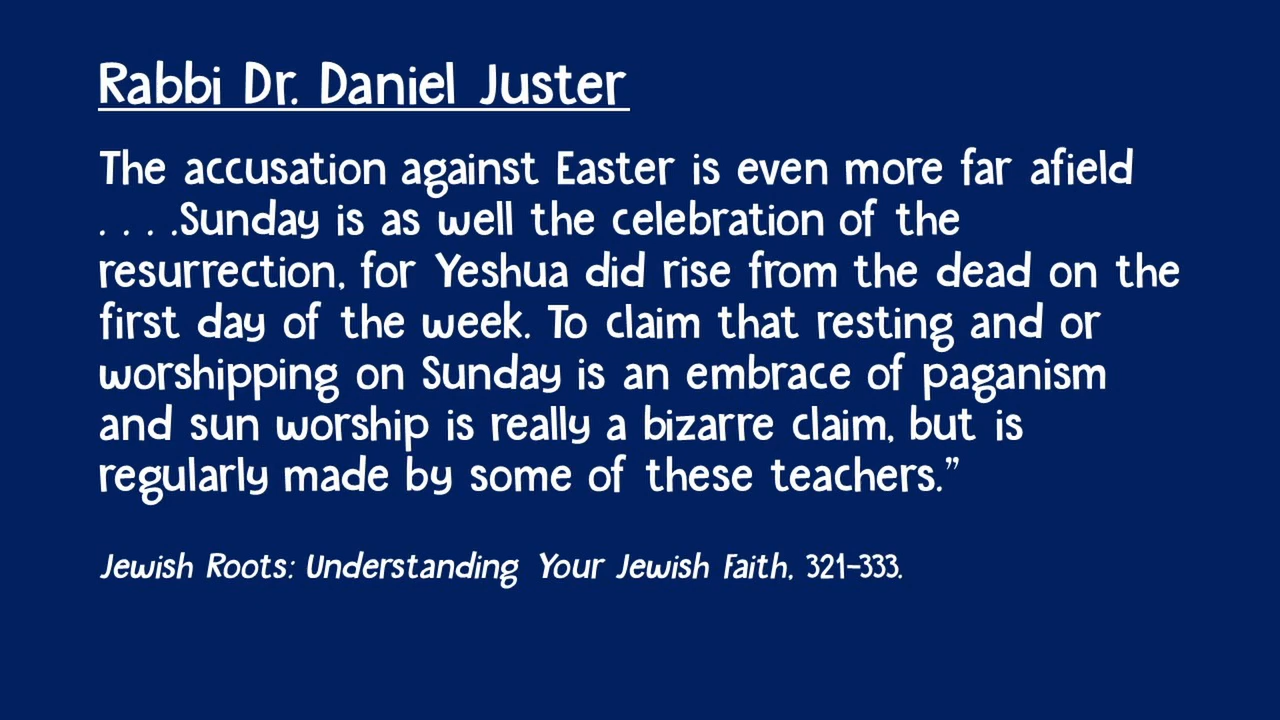 Rabbi Dr. Daniel Juster
The accusation against Easter is even more far afield
. . . .Sunday is as well the celebration of the
resurrection, for Yeshua did rise from the dead on the
first day of the week. To claim that resting and or
worshipping on Sunday is an embrace of paganism
and sun worship is really a bizarre claim, but is
regularly made by some of these teachers.”
Jewish Roots: Understanding Your Jewish Faith, 321-333.